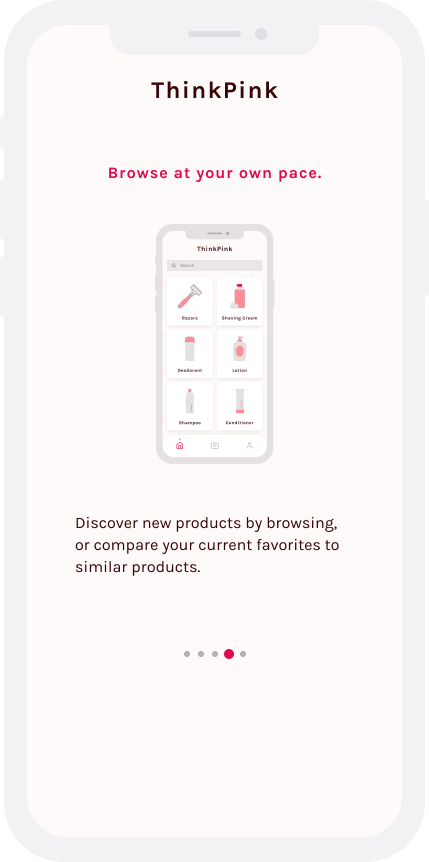 ThinkPink
Browse at your own pace.
ThinkPink
Search
Razors
Shaving Cream
Deodorant
Lotion
Shampoo
Conditioner
Discover new products by browsing,
or compare your current favorites to
similar products.